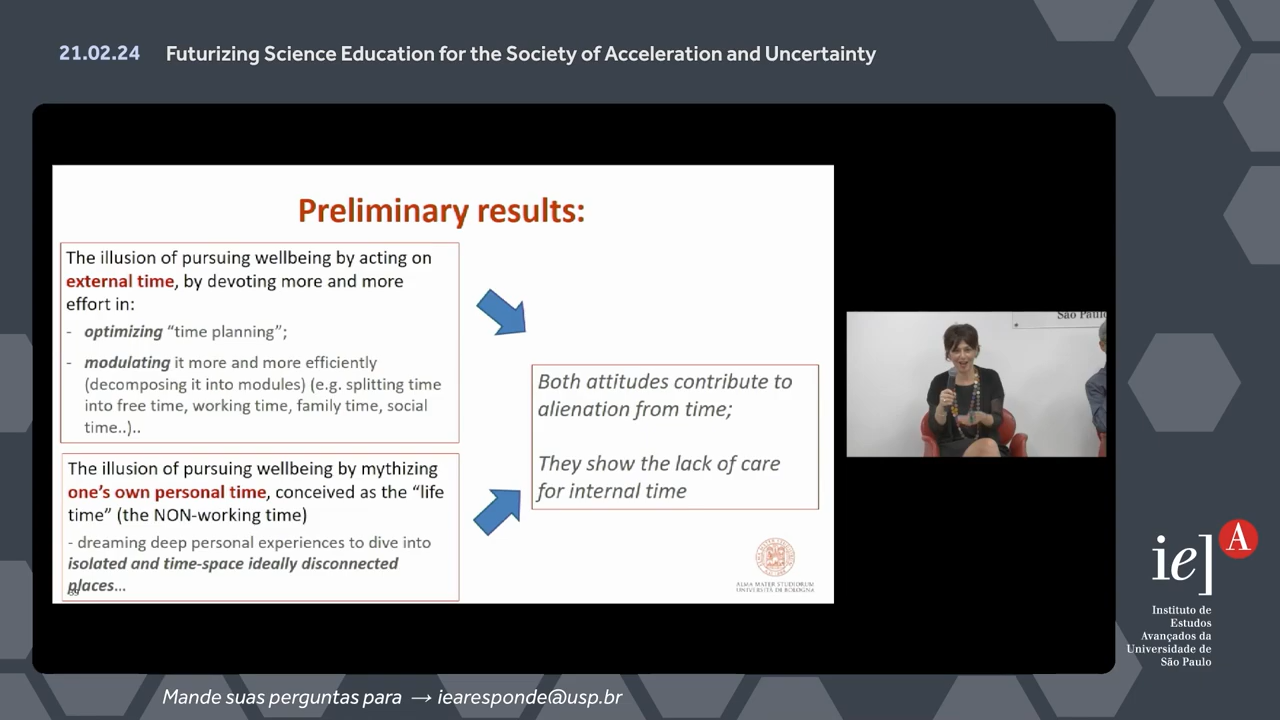 21.02.24 Futurizing Science Education for the Society of Acceleration and Uncertainty
Preliminary results:
The illusion of pursuing wellbeing by acting on
external time, by devoting more and more
effort in:
- optimizing “time planning”;
- modulating it more and more efficiently
(decomposing it into modules) (e.g. splitting time
into free time, working time, family time, social
time..)..
The illusion of pursuing wellbeing by mythizing
one’s own personal time, conceived as the “life
time” (the NON-working time)
- dreaming deep personal experiences to dive into
isolated and time-space ideally disconnected
places...
Both attitudes contribute to
alienation from time;
They show the lack of care
for internal time
ALMA MATER STUDIORUM
UNIVERSITÀ DI BOLOGNA
São Paulo
ie] A
Instituto de
Estudos
Avançados da
Universidade de
São Paulo
Mande suas perguntas para → iearesponde@usp.br